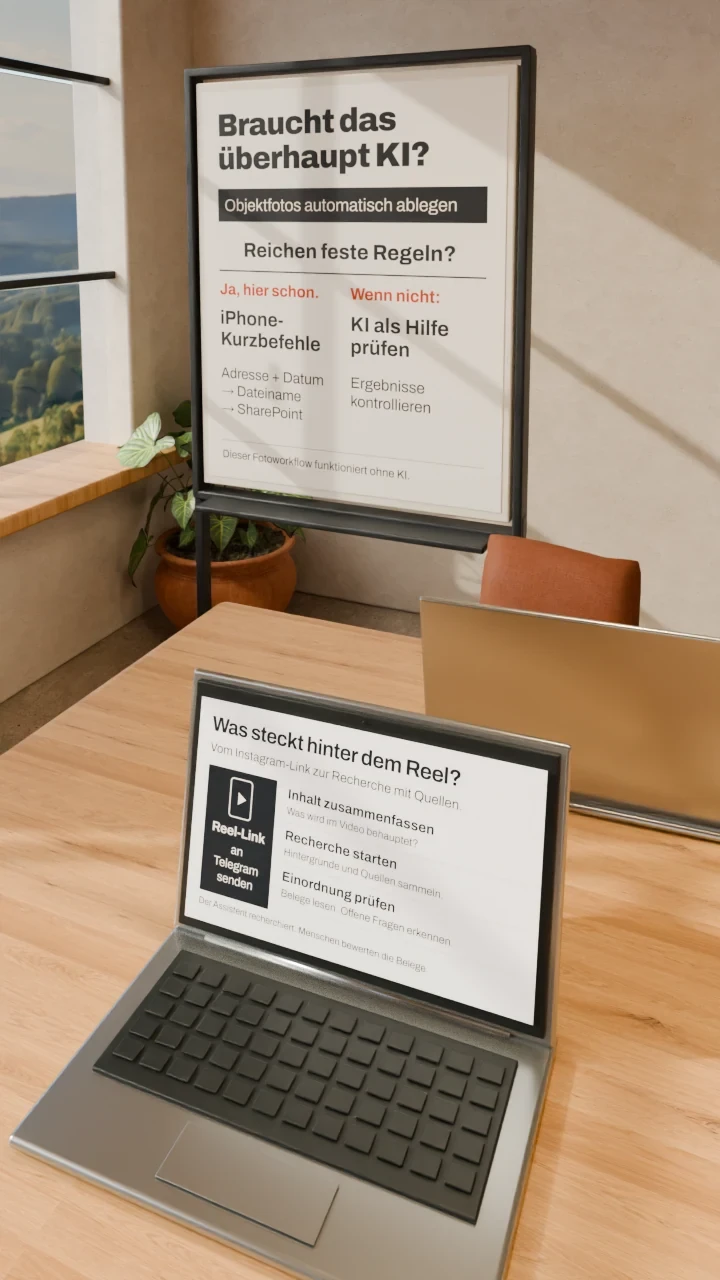 Braucht das
überhaupt KI?
Objektfotos automatisch ablegen
Reichen feste Regeln?
Ja, hier schon.
iPhone-
Kurzbefehle
Adresse + Datum
→ Dateiname
→ SharePoint
Wenn nicht:
KI als Hilfe
prüfen
Ergebnisse
kontrollieren
Dieser Fotoworkflow funktioniert ohne KI.
Was steckt hinter dem Reel?
Vom Instagram-Link zur Recherche mit Quellen
Reel-Link
an
Telegram
senden
Inhalt zusammenfassen
Was wird im Video behauptet?
Recherche starten
Hintergründe und Quellen sammeln.
Einordnung prüfen
Belege lesen. Offene Fragen erkennen.
Der Assistent recherchiert. Menschen bewerten die Belege.